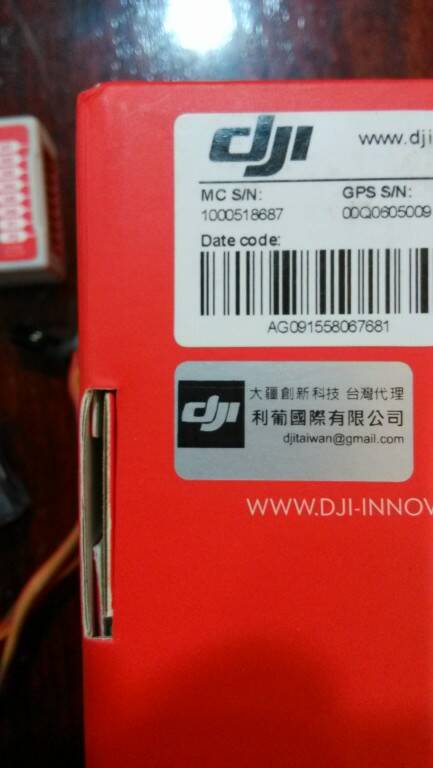 dji
www.dji
MC S/N: GPS S/N:
1000518687 00Q0605009
Date code:
AG091558067681
dji
大疆創新科技 台灣代理
利葡國際有限公司
djitaiwan@gmail.com
WWW.DJI-INNOV